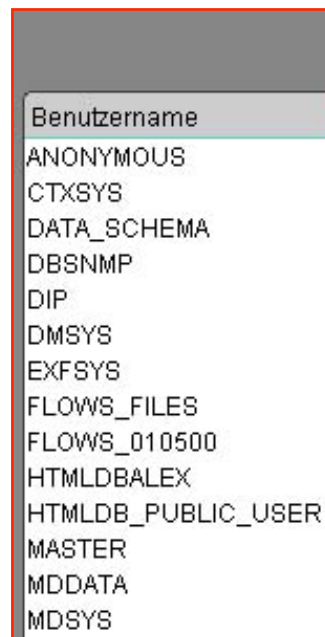 Benutzername
ANONYMOUS
CTXSYS
DATA_SCHEMA
DBSNMP
DIP
DMSYS
EXFSYS
FLOWS_FILES
FLOWS_010500
HTMLDBALEX
HTMLDB_PUBLIC_USER
MASTER
MDDATA
MDSYS